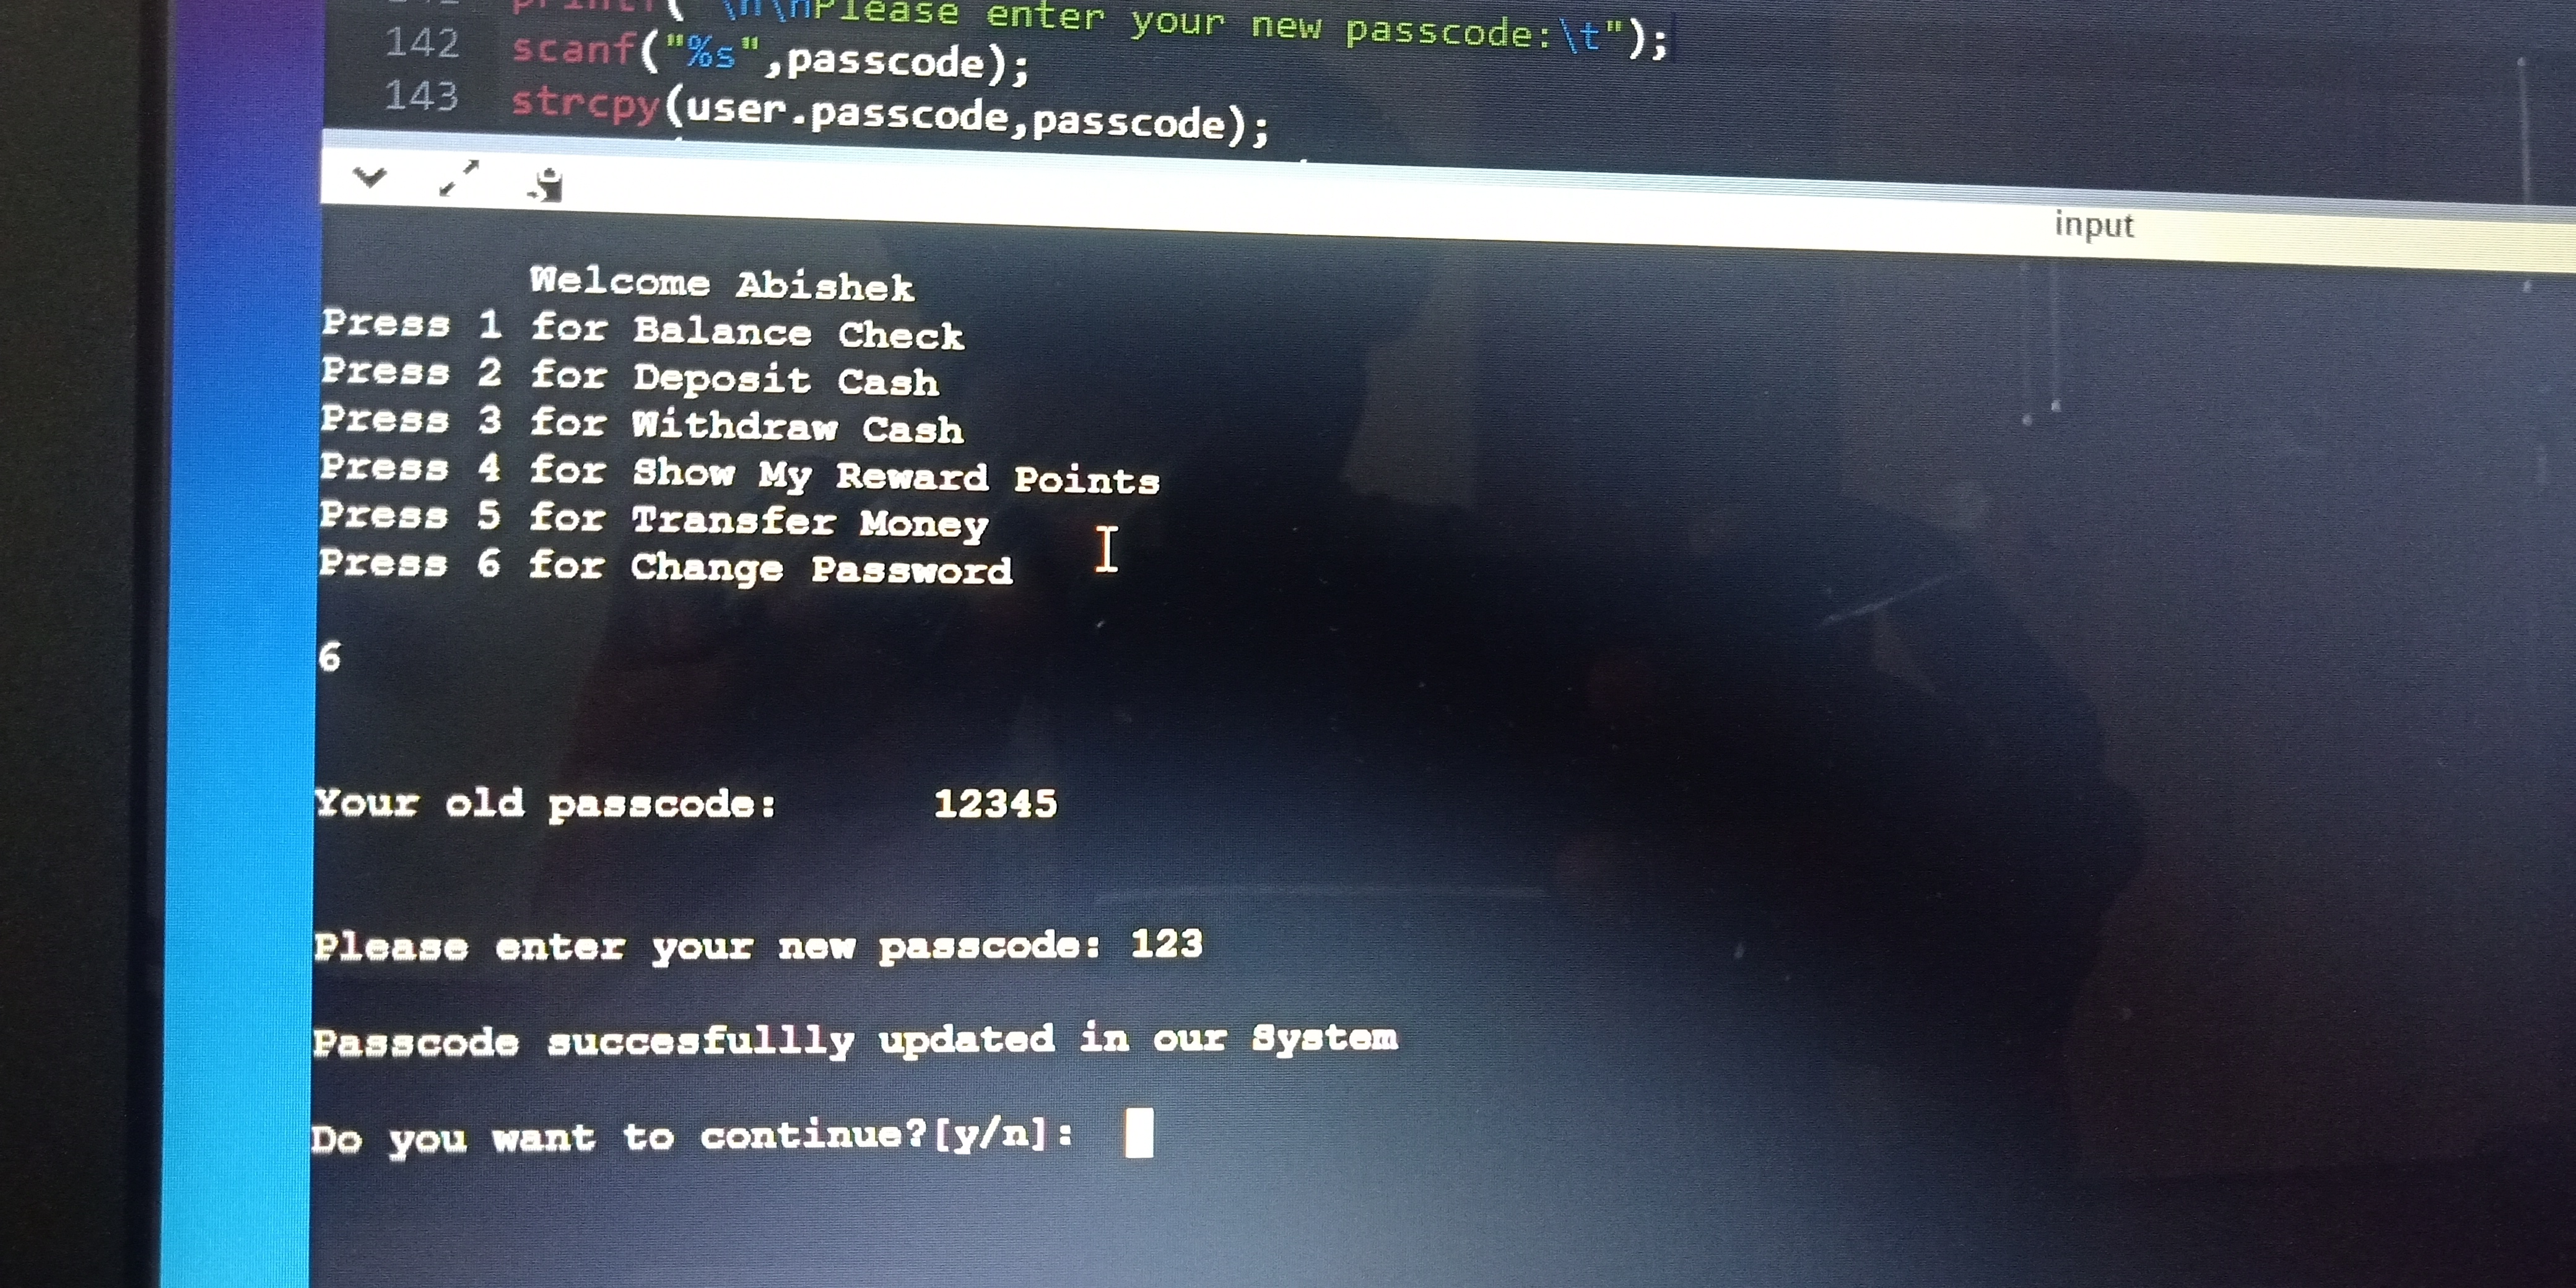 printf("\n\nPlease enter your new passcode:\t");
142 scanf("%s",passcode);
143 strcpy(user.passcode,passcode);
input
Welcome Abishek
Press 1 for Balance Check
Press 2 for Deposit Cash
Press 3 for Withdraw Cash
Press 4 for Show My Reward Points
Press 5 for Transfer Money
Press 6 for Change Password
6
Your old passcode: 12345
Please enter your new passcode: 123
Passcode succesfullly updated in our System
Do you want to continue?[y/n]: